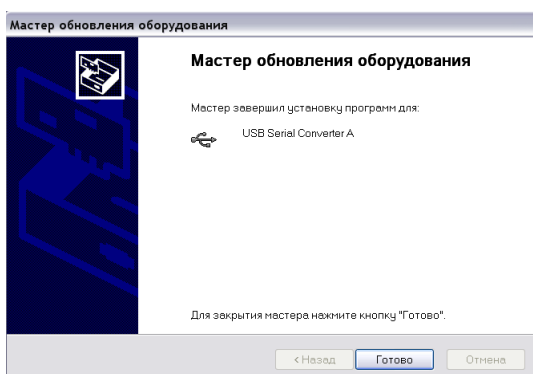 Мастер обновления оборудования
Мастер обновления оборудования
Мастер завершил установку программ для:
USB Serial Converter A
Для закрытия мастера нажмите кнопку "Готово".
< Назад Готово Отмена